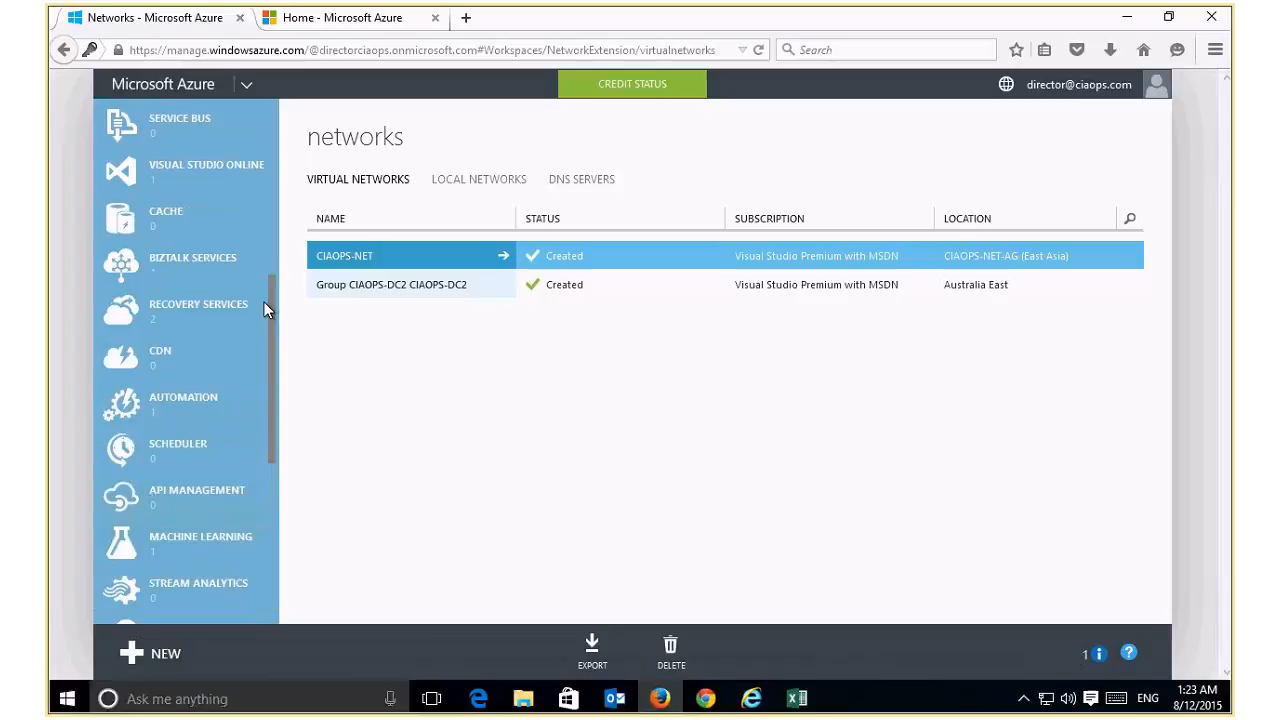 Networks - Microsoft Azure
Home - Microsoft Azure
https://manage.windowsazure.com/@directorciaops.onmicrosoft.com#Workspaces/NetworkExtension/virtualnetworks
Search
Microsoft Azure
CREDIT STATUS
director@ciaops.com
SERVICE BUS
0
VISUAL STUDIO ONLINE
1
CACHE
0
BIZTALK SERVICES
RECOVERY SERVICES
2
CDN
0
AUTOMATION
1
SCHEDULER
0
API MANAGEMENT
0
MACHINE LEARNING
1
STREAM ANALYTICS
0
networks
VIRTUAL NETWORKS LOCAL NETWORKS DNS SERVERS
NAME STATUS SUBSCRIPTION LOCATION
CIAOPS-NET Created Visual Studio Premium with MSDN CIAOPS-NET-AG (East Asia)
Group CIAOPS-DC2 CIAOPS-DC2 Created Visual Studio Premium with MSDN Australia East
NEW
EXPORT
DELETE
1
Ask me anything
ENG
1:23 AM
8/12/2015